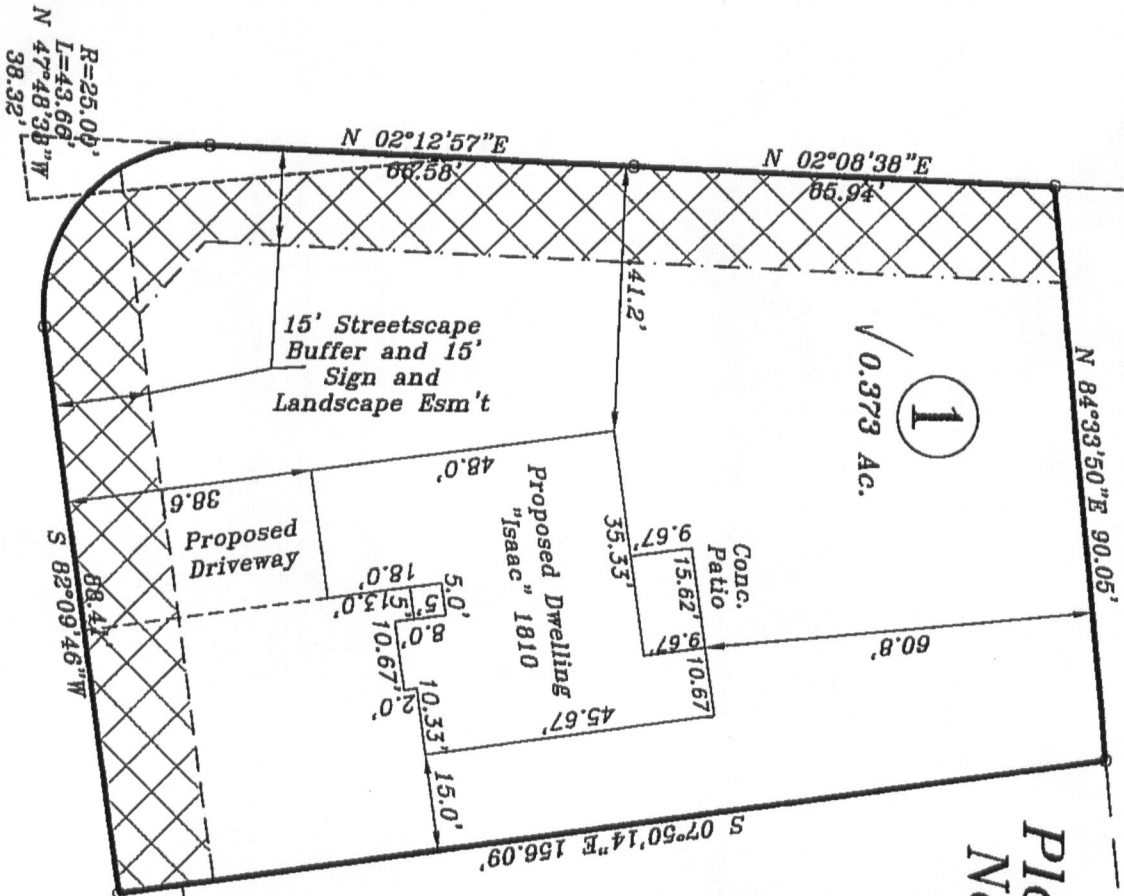 N 84°33'50"E 90.05'
N 02°08'38"E
65.94'
N 02°12'57"E
66.58'
R=25.00'
L=43.66'
N 47°48'38"W
38.32'
1
√ 0.373 Ac.
41.2'
15' Streetscape
Buffer and 15'
Sign and
Landscape Esm't
60.8'
Conc.
Patio
9.67'
15.62'
9.67'
10.67
35.33'
48.0'
Proposed Dwelling
"Isaac" 1810
45.67'
38.6
Proposed
Driveway
18.0'
13.0'
5.0'
5'
5'
8.0'
10.67'
2.0'
10.33'
15.0'
S 07°50'14"E 156.09'
S 82°09'46"W
88.4